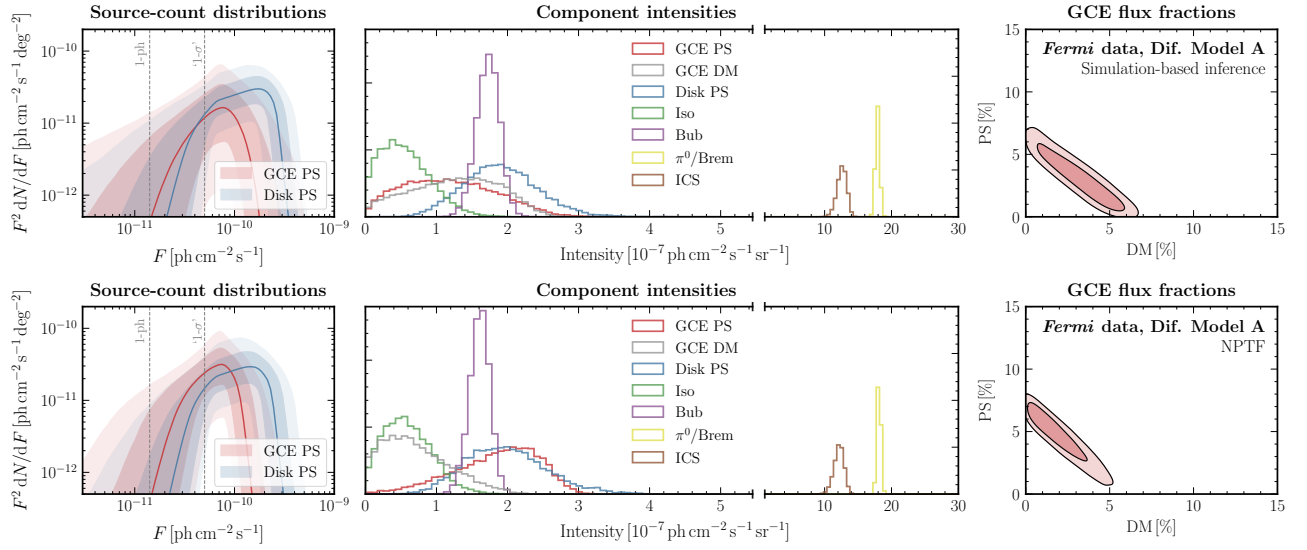 Source-count distributions
Component intensities
GCE flux fractions
F² dN/dF [ph cm⁻² s⁻¹ deg⁻²]
10⁻¹⁰
10⁻¹¹
10⁻¹²
1-ph
'1-σ'
GCE PS
Disk PS
10⁻¹¹ 10⁻¹⁰ 10⁻⁹
F [ph cm⁻² s⁻¹]
GCE PS
GCE DM
Disk PS
Iso
Bub
π⁰/Brem
ICS
0 1 2 3 4 5 10 20 30
Intensity [10⁻⁷ ph cm⁻² s⁻¹ sr⁻¹]
Fermi data, Dif. Model A
Simulation-based inference
PS [%]
15
10
5
0
0 5 10 15
DM [%]
Source-count distributions
Component intensities
GCE flux fractions
F² dN/dF [ph cm⁻² s⁻¹ deg⁻²]
10⁻¹⁰
10⁻¹¹
10⁻¹²
1-ph
'1-σ'
GCE PS
Disk PS
10⁻¹¹ 10⁻¹⁰ 10⁻⁹
F [ph cm⁻² s⁻¹]
GCE PS
GCE DM
Disk PS
Iso
Bub
π⁰/Brem
ICS
0 1 2 3 4 5 10 20 30
Intensity [10⁻⁷ ph cm⁻² s⁻¹ sr⁻¹]
Fermi data, Dif. Model A
NPTF
PS [%]
15
10
5
0
0 5 10 15
DM [%]